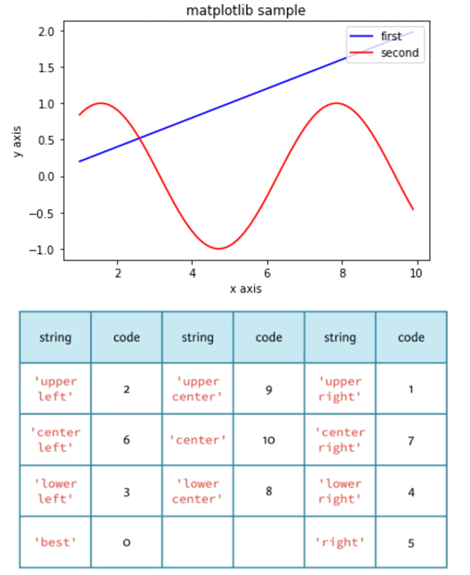 matplotlib sample
first
second
2.0
1.5
1.0
0.5
0.0
−0.5
−1.0
y axis
2 4 6 8 10
x axis
string code string code string code
'upper left' 2 'upper center' 9 'upper right' 1
'center left' 6 'center' 10 'center right' 7
'lower left' 3 'lower center' 8 'lower right' 4
'best' 0 'right' 5